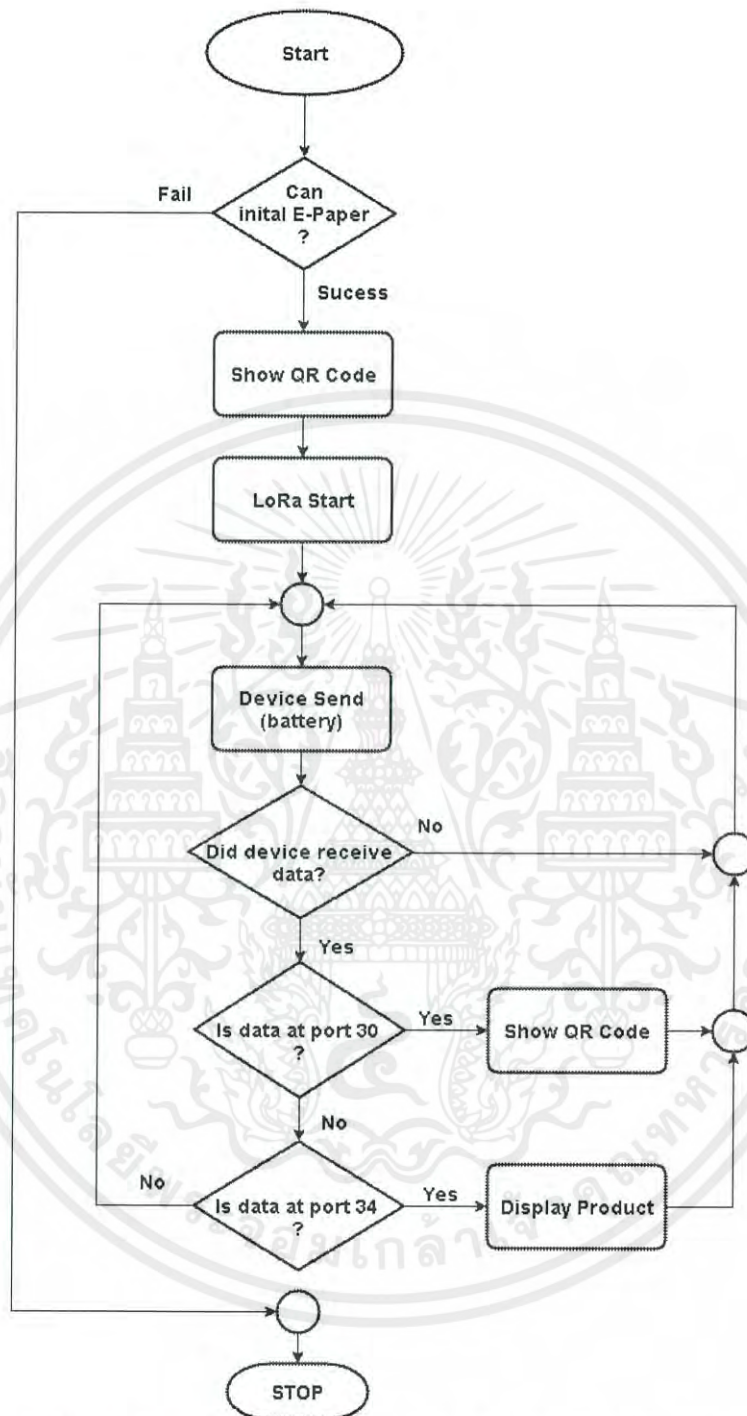 Start
Can
inital E-Paper
?
Fail
Sucess
Show QR Code
LoRa Start
Device Send
(battery)
Did device receive
data?
No
Yes
Is data at port 30
?
Yes
Show QR Code
No
Is data at port 34
?
No
Yes
Display Product
STOP